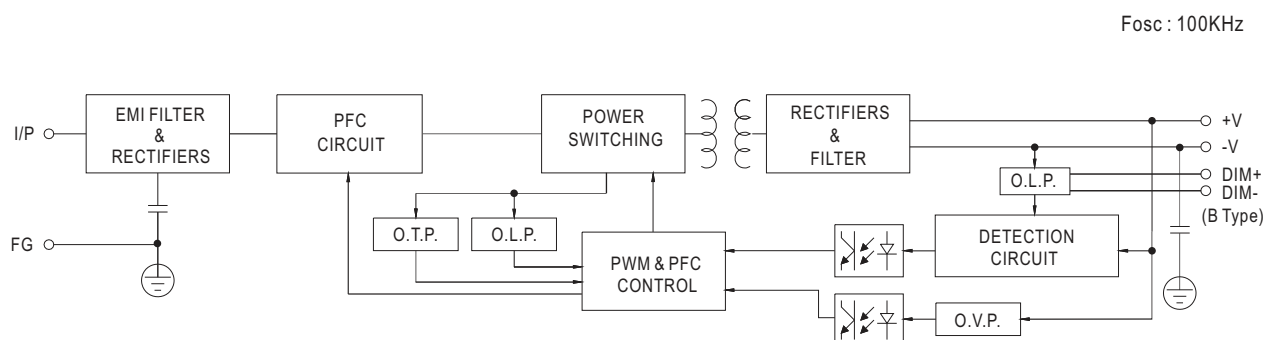 Fosc : 100KHz
I/P
EMI FILTER
&
RECTIFIERS
PFC
CIRCUIT
POWER
SWITCHING
RECTIFIERS
&
FILTER
+V
-V
DIM+
DIM-
(B Type)
O.L.P.
FG
O.T.P.
O.L.P.
PWM & PFC
CONTROL
DETECTION
CIRCUIT
O.V.P.